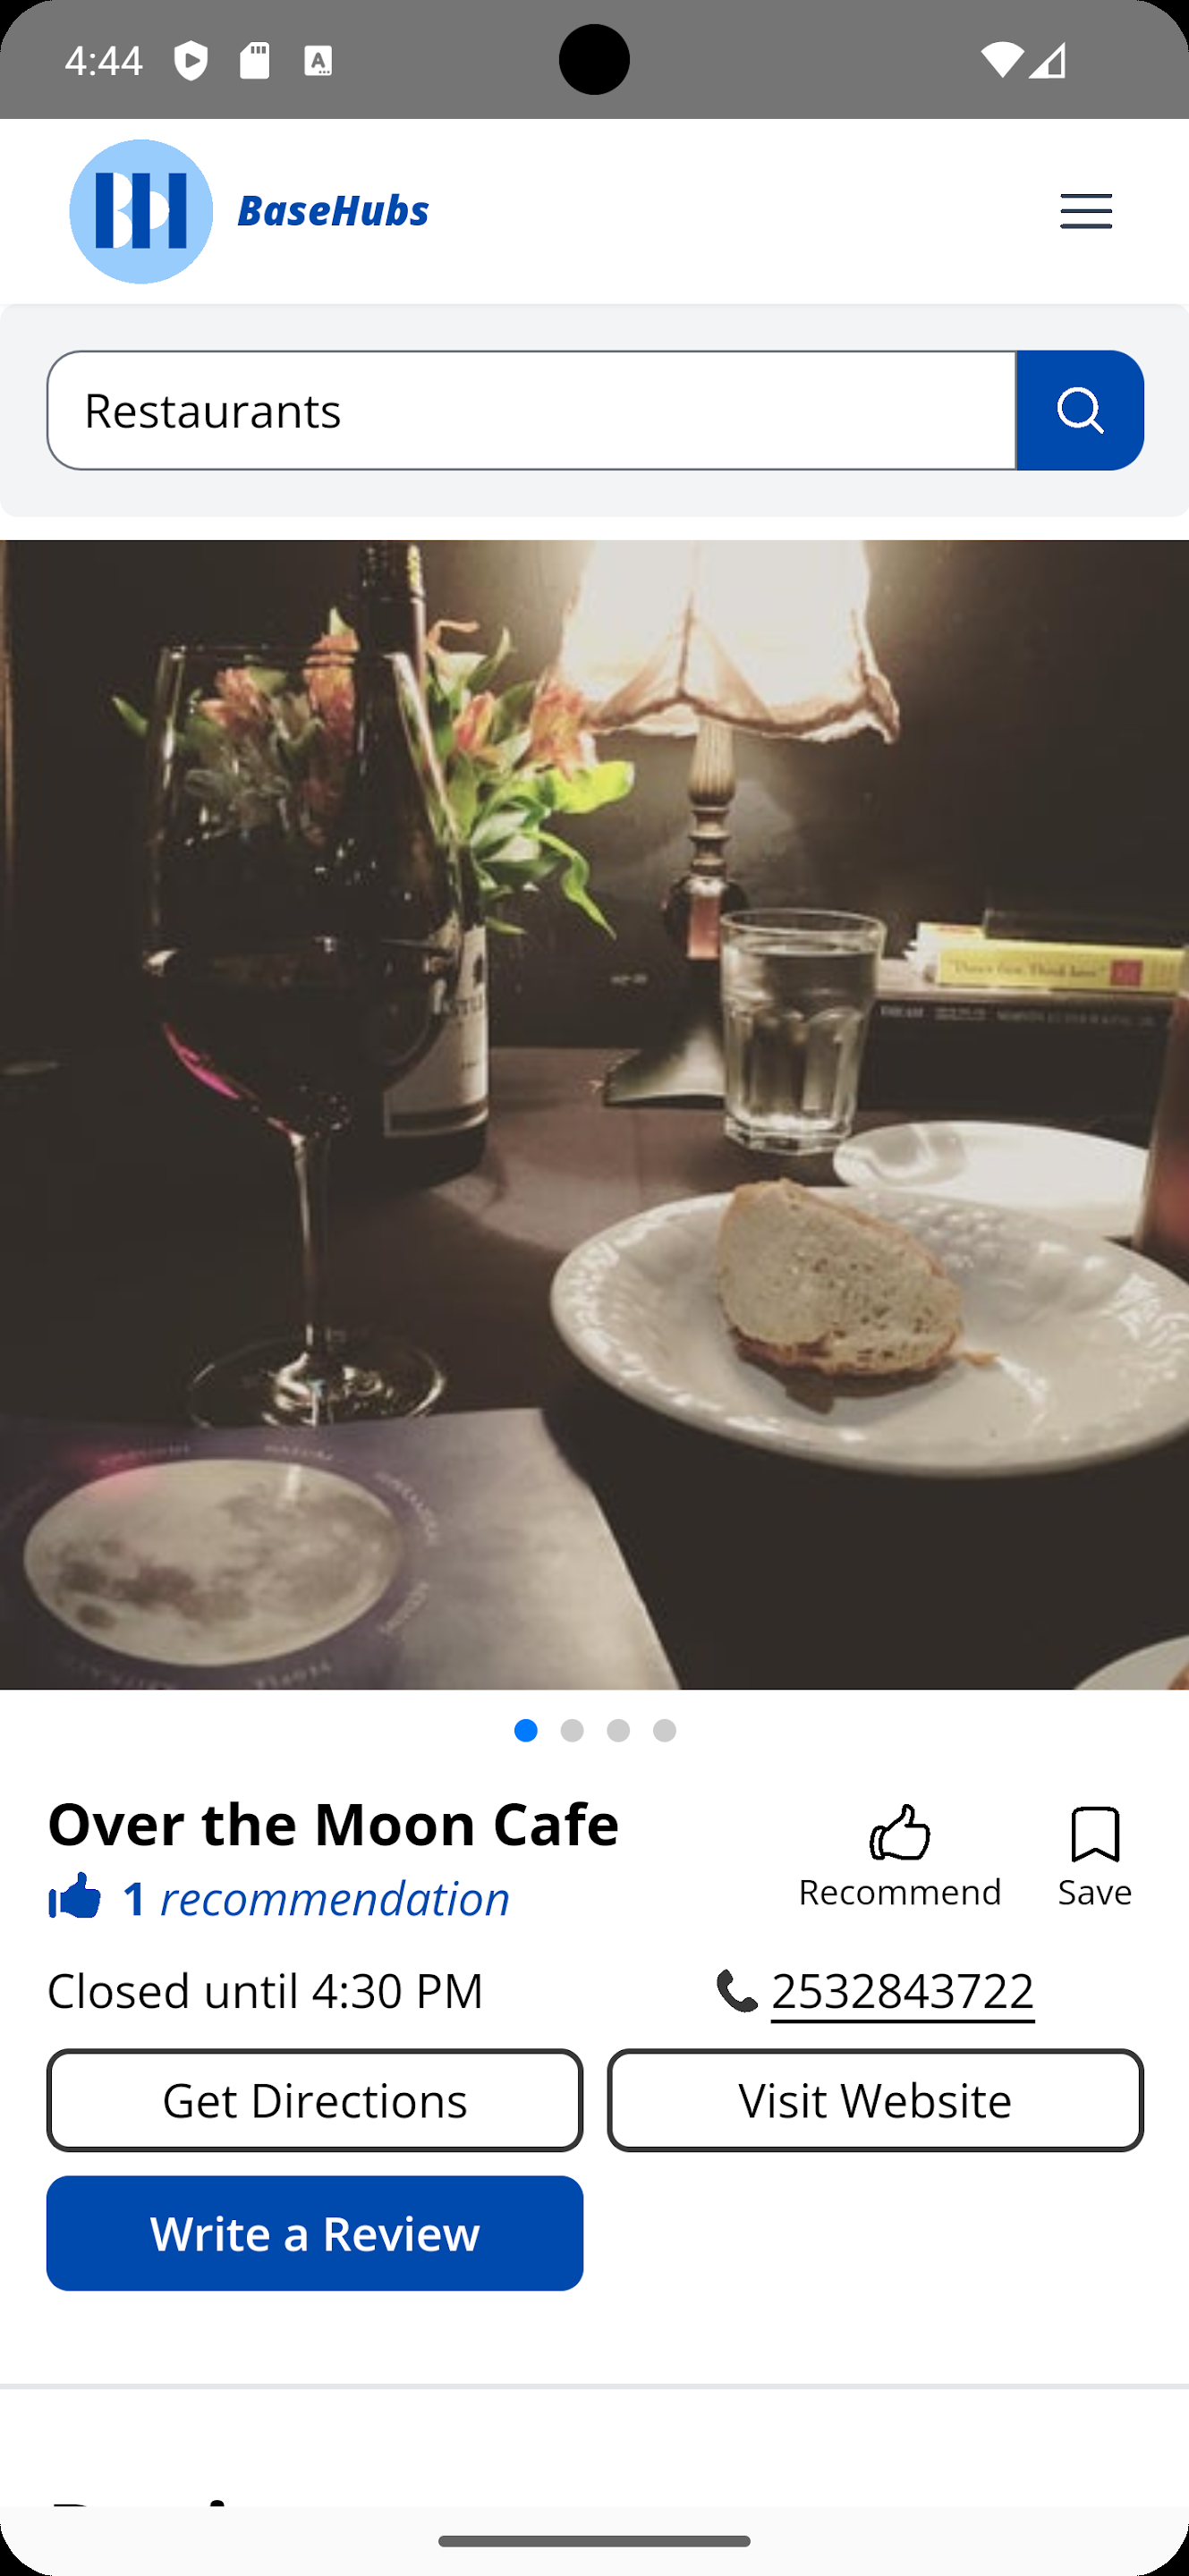 4:44
BaseHubs
Restaurants
Over the Moon Cafe
Recommend
Save
1 recommendation
Closed until 4:30 PM
2532843722
Get Directions
Visit Website
Write a Review